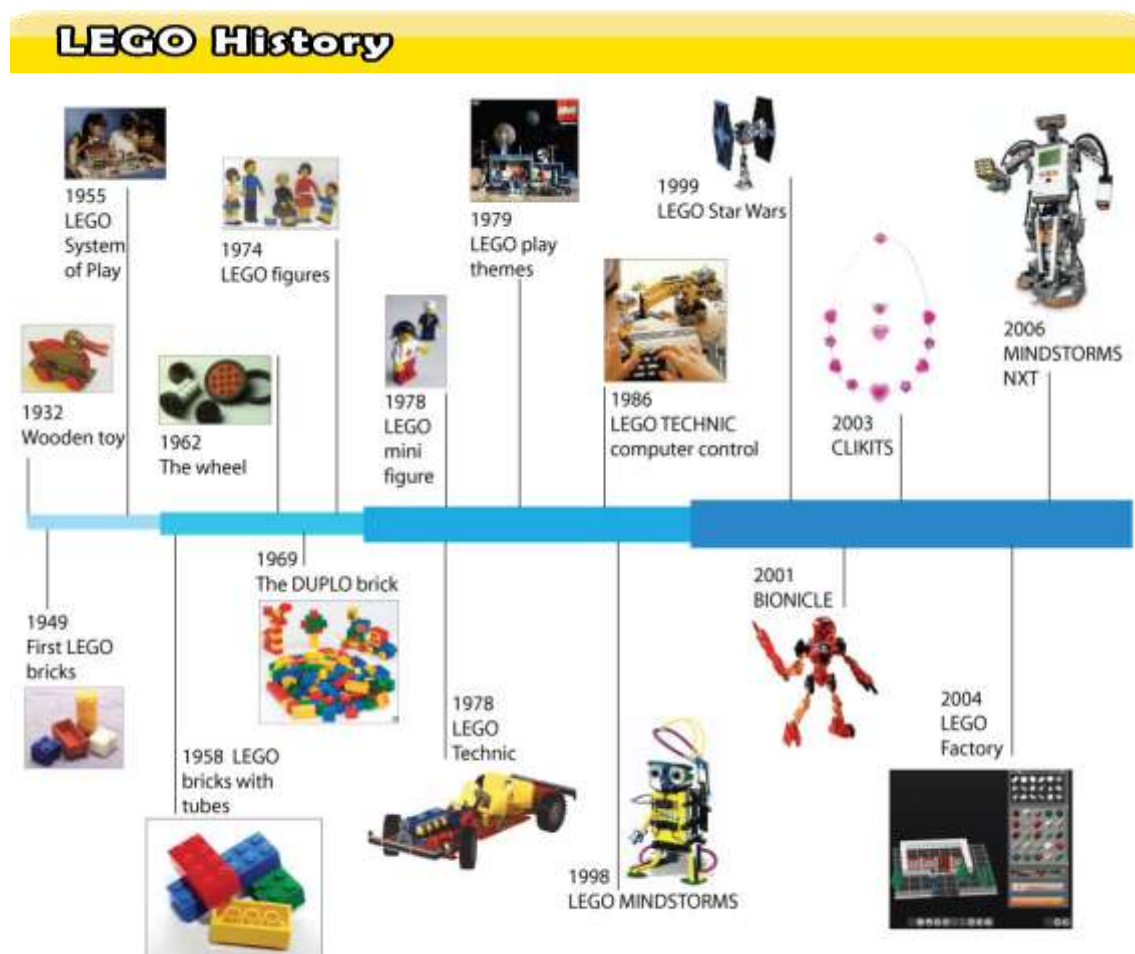 LEGO History
1955
LEGO
System
of Play
1974
LEGO figures
1979
LEGO play
themes
1999
LEGO Star Wars
2006
MINDSTORMS
NXT
1932
Wooden toy
1962
The wheel
1978
LEGO
mini
figure
1986
LEGO TECHNIC
computer control
2003
CLIKITS
1949
First LEGO
bricks
1958 LEGO
bricks with
tubes
1969
The DUPLO brick
1978
LEGO
Technic
1998
LEGO MINDSTORMS
2001
BIONICLE
2004
LEGO
Factory